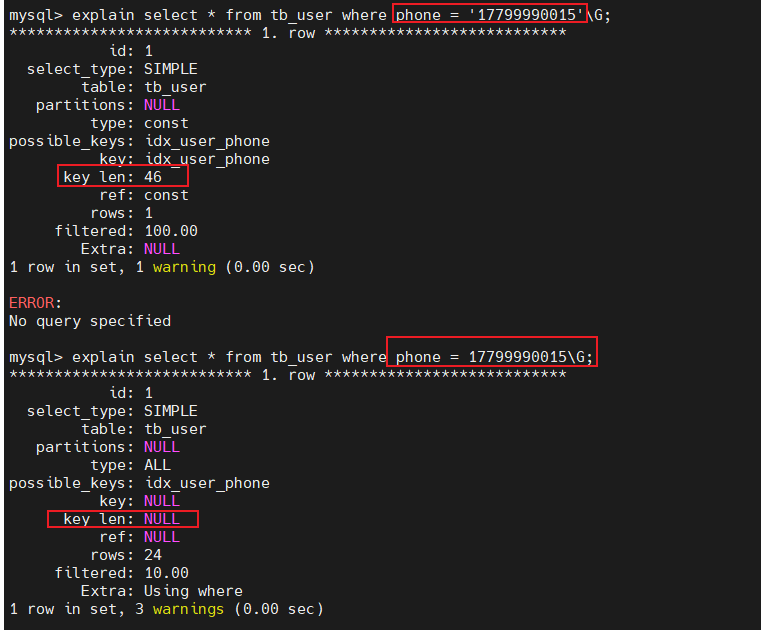 mysql> explain select * from tb_user where phone = '17799990015'\G;
*************************** 1. row ***************************
id: 1
select_type: SIMPLE
table: tb_user
partitions: NULL
type: const
possible_keys: idx_user_phone
key: idx_user_phone
key_len: 46
ref: const
rows: 1
filtered: 100.00
Extra: NULL
1 row in set, 1 warning (0.00 sec)
ERROR:
No query specified
mysql> explain select * from tb_user where phone = 17799990015\G;
*************************** 1. row ***************************
id: 1
select_type: SIMPLE
table: tb_user
partitions: NULL
type: ALL
possible_keys: idx_user_phone
key: NULL
key_len: NULL
ref: NULL
rows: 24
filtered: 10.00
Extra: Using where
1 row in set, 3 warnings (0.00 sec)